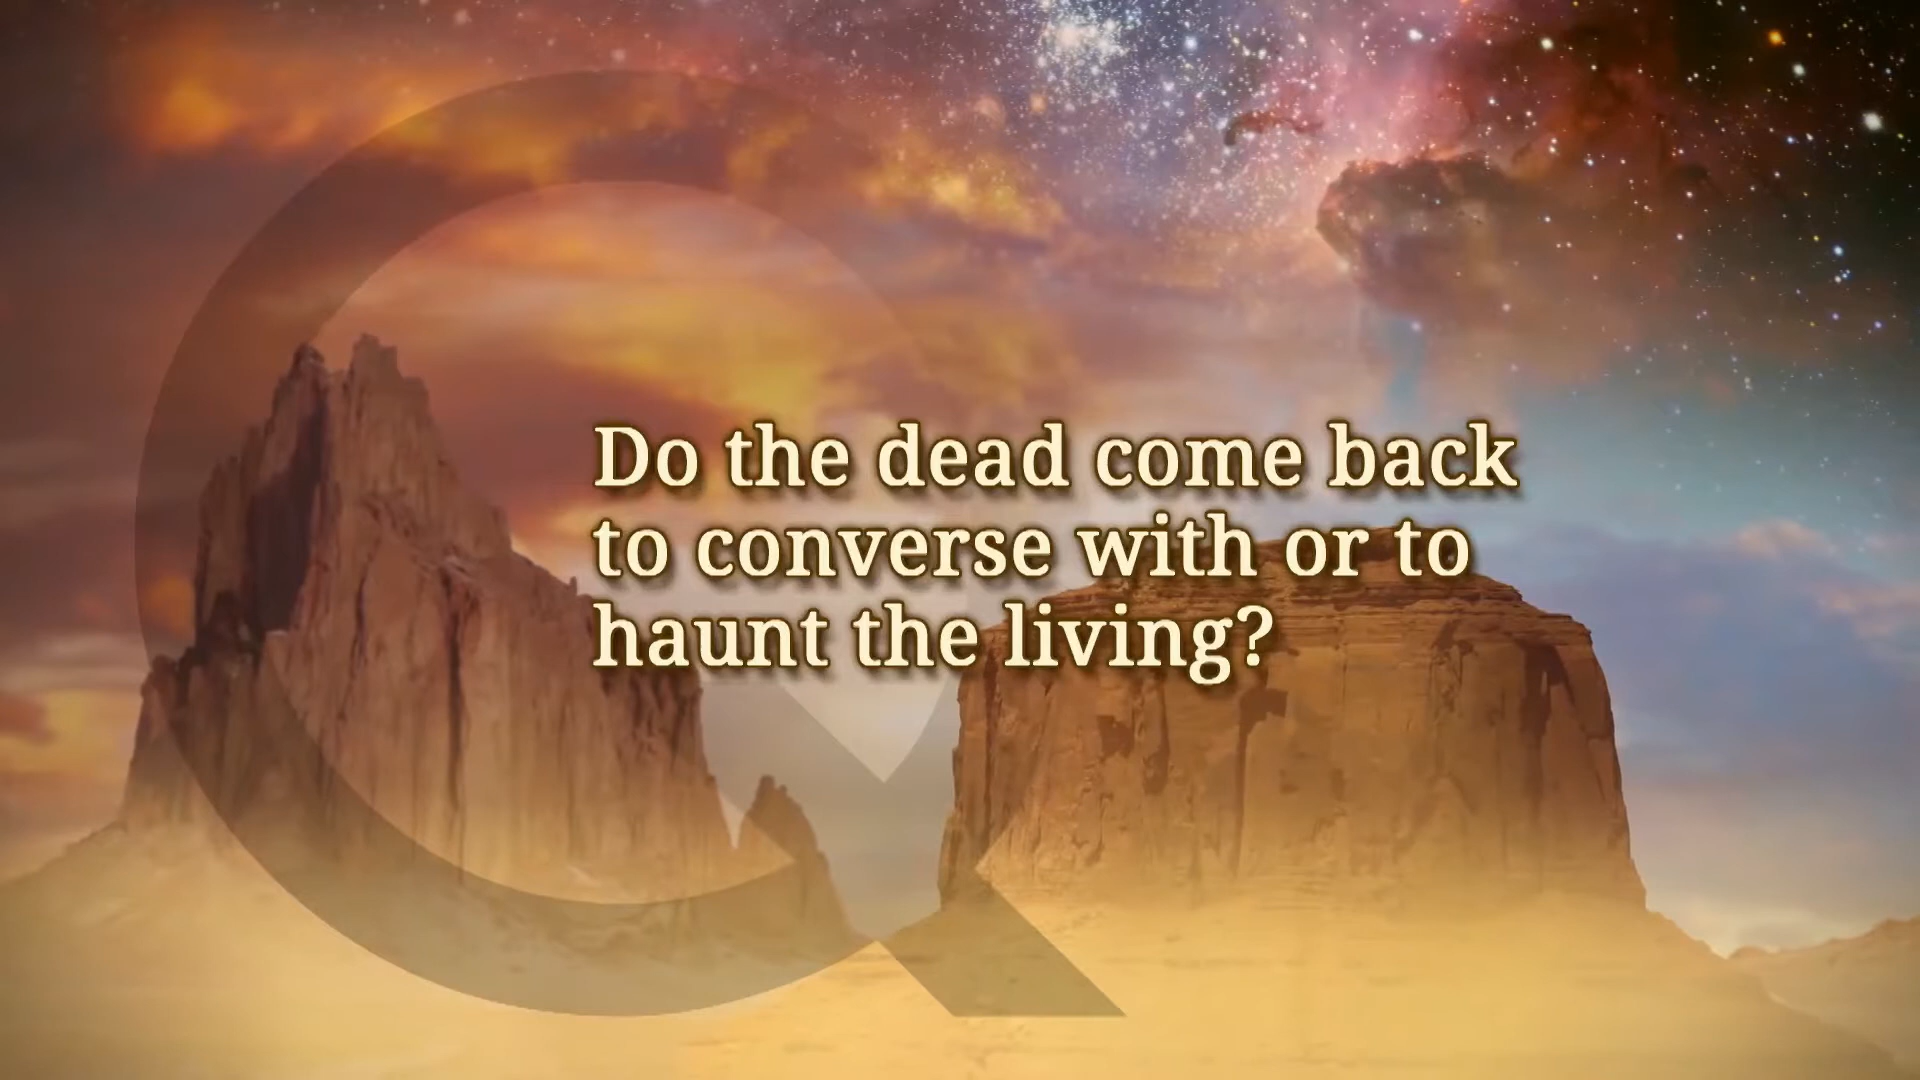 Do the dead come back
to converse with or to
haunt the living?